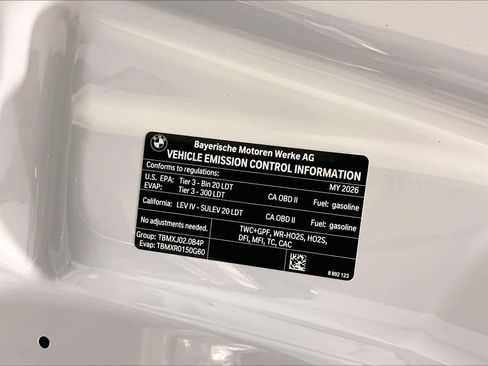 BMW
Bayerische Motoren Werke AG
VEHICLE EMISSION CONTROL INFORMATION
Conforms to regulations: MY 2026
U.S. EPA: Tier 3 - Bin 20 LDT CA OBD II Fuel: gasoline
EVAP: Tier 3 - 300 LDT
California: LEV IV - SULEV 20 LDT CA OBD II Fuel: gasoline
No adjustments needed. TWC+GPF, WR-HO2S, HO2S,
DFI, MFI, TC, CAC
Group: TBMXJ02.0B4P
Evap: TBMXR0150G60
8 892 123